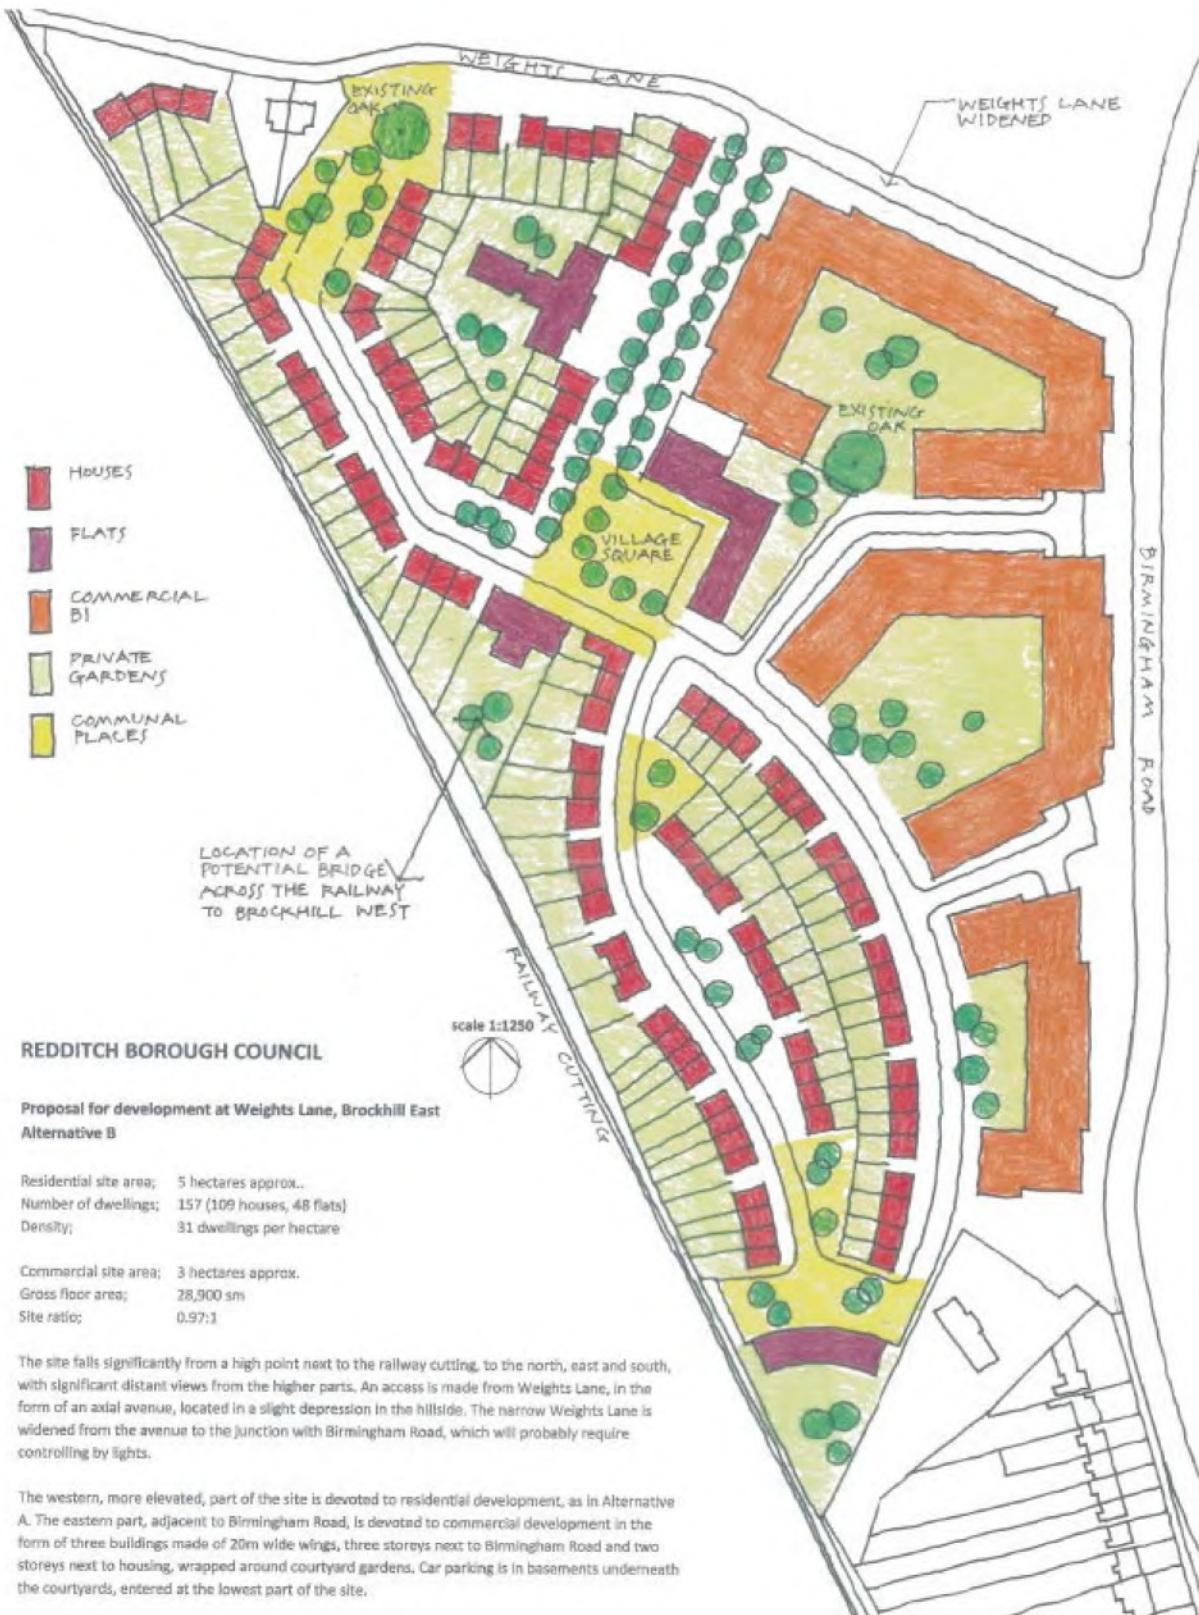 WEIGHTS LANE
EXISTING
OAK
WEIGHTS LANE
WIDENED
EXISTING
OAK
HOUSES
FLATS
COMMERCIAL
B1
PRIVATE
GARDENS
COMMUNAL
PLACES
VILLAGE
SQUARE
BIRMINGHAM ROAD
LOCATION OF A
POTENTIAL BRIDGE
ACROSS THE RAILWAY
TO BROCKHILL WEST
RAILWAY CUTTING
scale 1:1250
REDDITCH BOROUGH COUNCIL
Proposal for development at Weights Lane, Brockhill East
Alternative B
Residential site area; 5 hectares approx..
Number of dwellings; 157 (109 houses, 48 flats)
Density; 31 dwellings per hectare
Commercial site area; 3 hectares approx.
Gross floor area; 28,900 sm
Site ratio; 0.97:1
The site falls significantly from a high point next to the railway cutting, to the north, east and south,
with significant distant views from the higher parts. An access is made from Weights Lane, in the
form of an axial avenue, located in a slight depression in the hillside. The narrow Weights Lane is
widened from the avenue to the junction with Birmingham Road, which will probably require
controlling by lights.
The western, more elevated, part of the site is devoted to residential development, as in Alternative
A. The eastern part, adjacent to Birmingham Road, is devoted to commercial development in the
form of three buildings made of 20m wide wings, three storeys next to Birmingham Road and two
storeys next to housing, wrapped around courtyard gardens. Car parking is in basements underneath
the courtyards, entered at the lowest part of the site.